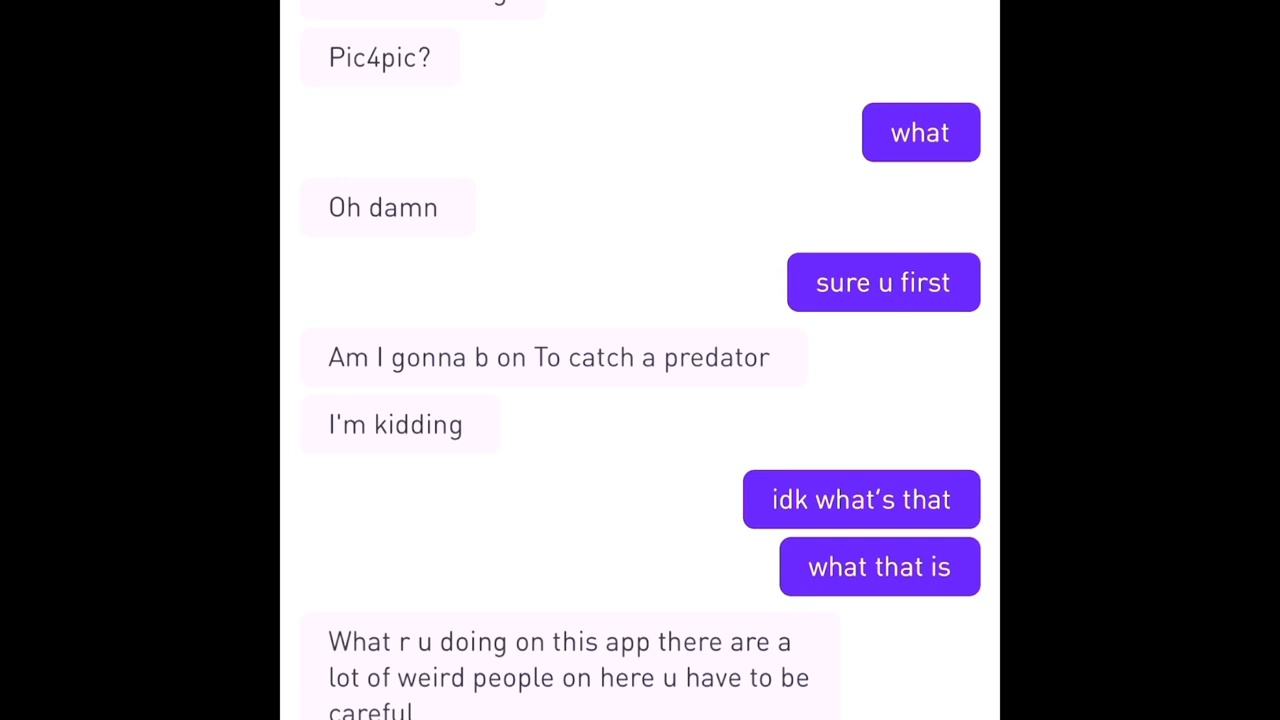 Pic4pic?
what
Oh damn
sure u first
Am I gonna b on To catch a predator
I'm kidding
idk what's that
what that is
What r u doing on this app there are a
lot of weird people on here u have to be
careful